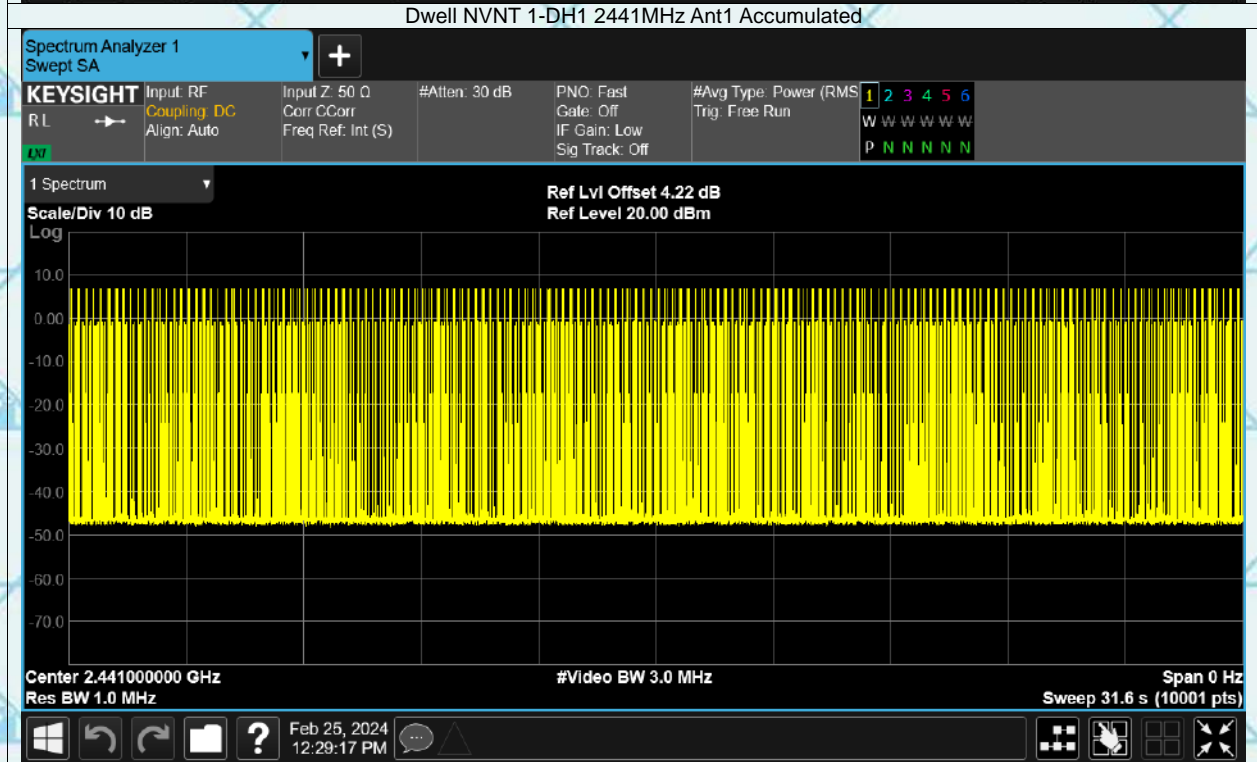 Dwell NVNT 1-DH1 2441MHz Ant1 Accumulated
Spectrum Analyzer 1
Swept SA
KEYSIGHT
RL
LXI
Input: RF
Coupling: DC
Align: Auto
Input Z: 50 Ω
Corr CCorr
Freq Ref: Int (S)
#Atten: 30 dB
PNO: Fast
Gate: Off
IF Gain: Low
Sig Track: Off
#Avg Type: Power (RMS
Trig: Free Run
1 2 3 4 5 6
W W W W W W
P N N N N N
1 Spectrum
Scale/Div 10 dB
Ref Lvl Offset 4.22 dB
Ref Level 20.00 dBm
Log
10.0
0.00
-10.0
-20.0
-30.0
-40.0
-50.0
-60.0
-70.0
Center 2.441000000 GHz
Res BW 1.0 MHz
#Video BW 3.0 MHz
Span 0 Hz
Sweep 31.6 s (10001 pts)
?
Feb 25, 2024
12:29:17 PM